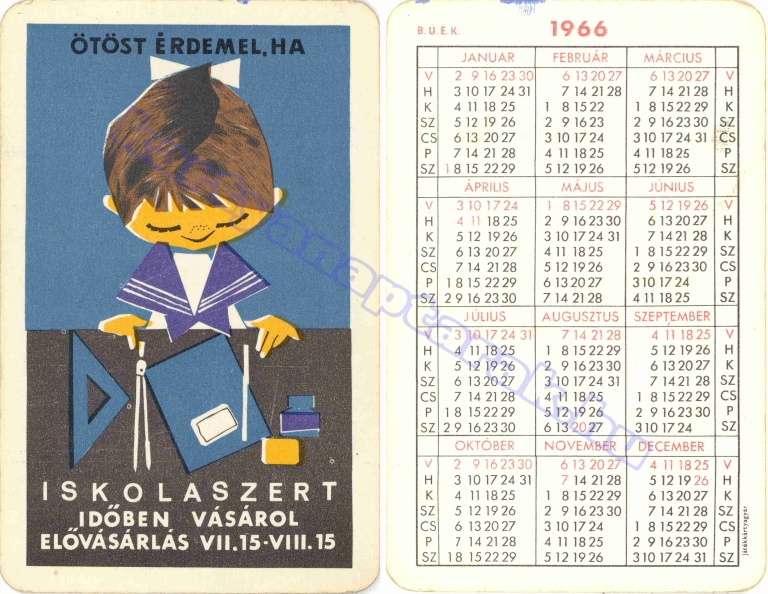 ÖTÖST ÉRDEMEL, HA
ISKOLASZERT
IDŐBEN VÁSÁROL
ELŐVÁSÁRLÁS VII.15-VIII.15
B. Ú. É. K. 1966
JANUÁR FEBRUÁR MÁRCIUS
V 2 9 16 23 30 6 13 20 27 6 13 20 27 V
H 3 10 17 24 31 7 14 21 28 7 14 21 28 H
K 4 11 18 25 1 8 15 22 1 8 15 22 29 K
SZ 5 12 19 26 2 9 16 23 2 9 16 23 30 SZ
CS 6 13 20 27 3 10 17 24 3 10 17 24 31 CS
P 7 14 21 28 4 11 18 25 4 11 18 25 P
SZ 1 8 15 22 29 5 12 19 26 5 12 19 26 SZ
ÁPRILIS MÁJUS JÚNIUS
V 3 10 17 24 1 8 15 22 29 5 12 19 26 V
H 4 11 18 25 2 9 16 23 30 6 13 20 27 H
K 5 12 19 26 3 10 17 24 31 7 14 21 28 K
SZ 6 13 20 27 4 11 18 25 1 8 15 22 29 SZ
CS 7 14 21 28 5 12 19 26 2 9 16 23 30 CS
P 1 8 15 22 29 6 13 20 27 3 10 17 24 P
SZ 2 9 16 23 30 7 14 21 28 4 11 18 25 SZ
JÚLIUS AUGUSZTUS SZEPTEMBER
V 3 10 17 24 31 7 14 21 28 4 11 18 25 V
H 4 11 18 25 1 8 15 22 29 5 12 19 26 H
K 5 12 19 26 2 9 16 23 30 6 13 20 27 K
SZ 6 13 20 27 3 10 17 24 31 7 14 21 28 SZ
CS 7 14 21 28 4 11 18 25 1 8 15 22 29 CS
P 1 8 15 22 29 5 12 19 26 2 9 16 23 30 P
SZ 2 9 16 23 30 6 13 20 27 3 10 17 24 SZ
OKTÓBER NOVEMBER DECEMBER
V 2 9 16 23 30 6 13 20 27 4 11 18 25 V
H 3 10 17 24 31 7 14 21 28 5 12 19 26 H
K 4 11 18 25 1 8 15 22 29 6 13 20 27 K
SZ 5 12 19 26 2 9 16 23 30 7 14 21 28 SZ
CS 6 13 20 27 3 10 17 24 1 8 15 22 29 CS
P 7 14 21 28 4 11 18 25 2 9 16 23 30 P
SZ 1 8 15 22 29 5 12 19 26 3 10 17 24 31 SZ
Játékkártyagyár